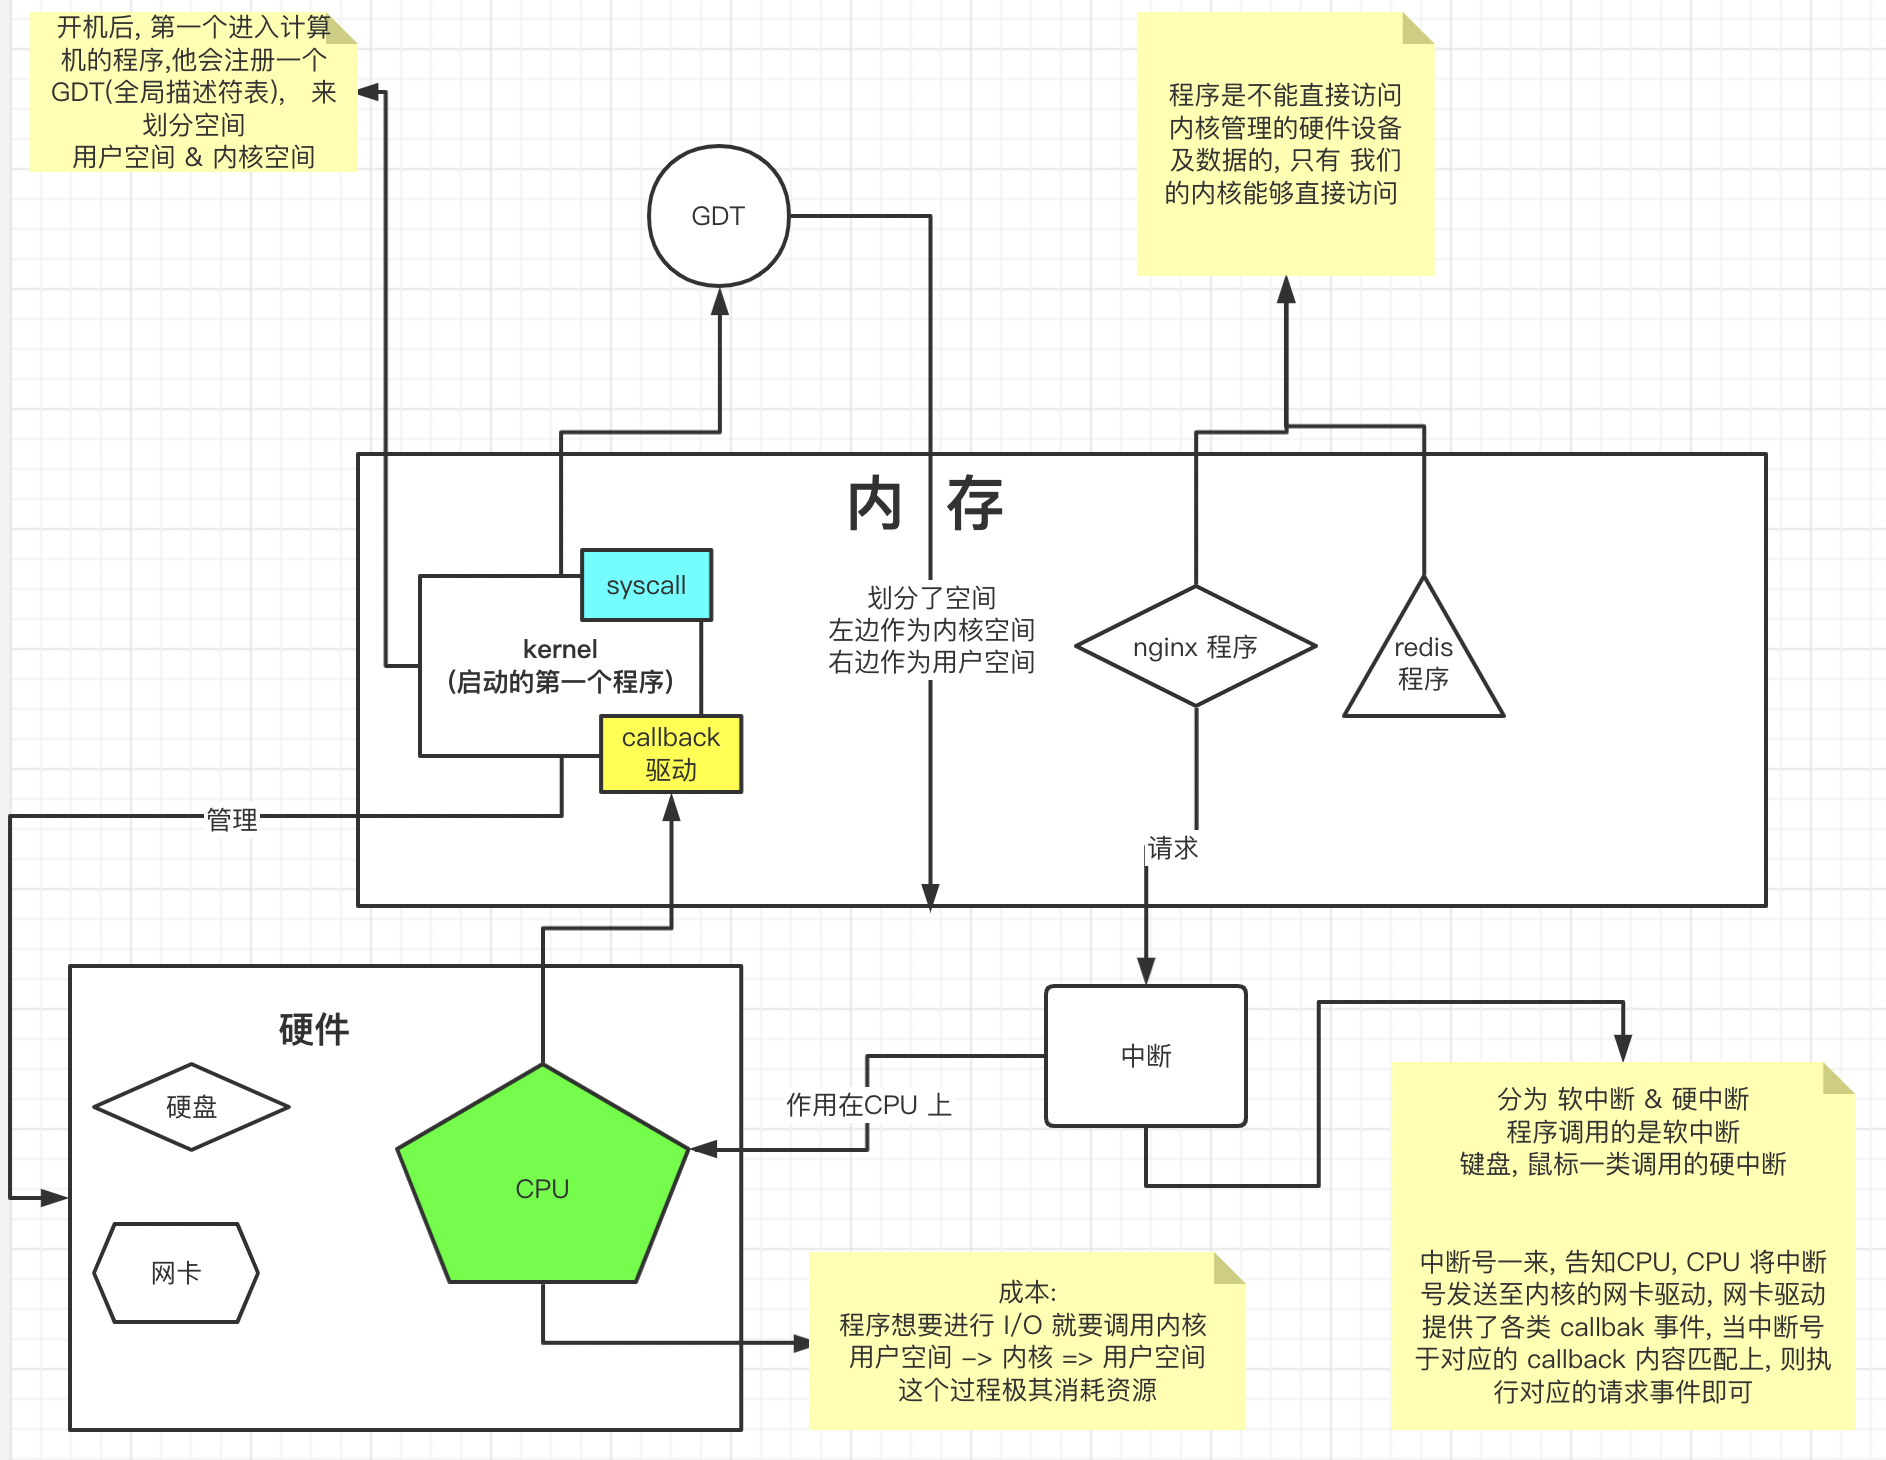 开机后, 第一个进入计算
机的程序,他会注册一个
GDT(全局描述符表),  来
划分空间
用户空间 & 内核空间
程序是不能直接访问
内核管理的硬件设备
及数据的, 只有 我们
的内核能够直接访问
GDT
内 存
syscall
kernel
(启动的第一个程序)
callback
驱动
划分了空间
左边作为内核空间
右边作为用户空间
nginx 程序
redis
程序
管理
请求
硬件
硬盘
CPU
网卡
作用在CPU 上
中断
分为 软中断 & 硬中断
程序调用的是软中断
键盘, 鼠标一类调用的硬中断
中断号一来, 告知CPU, CPU 将中断
号发送至内核的网卡驱动, 网卡驱动
提供了各类 callbak 事件, 当中断号
于对应的 callback 内容匹配上, 则执
行对应的请求事件即可
成本:
程序想要进行 I/O 就要调用内核
用户空间 -> 内核 => 用户空间
这个过程极其消耗资源